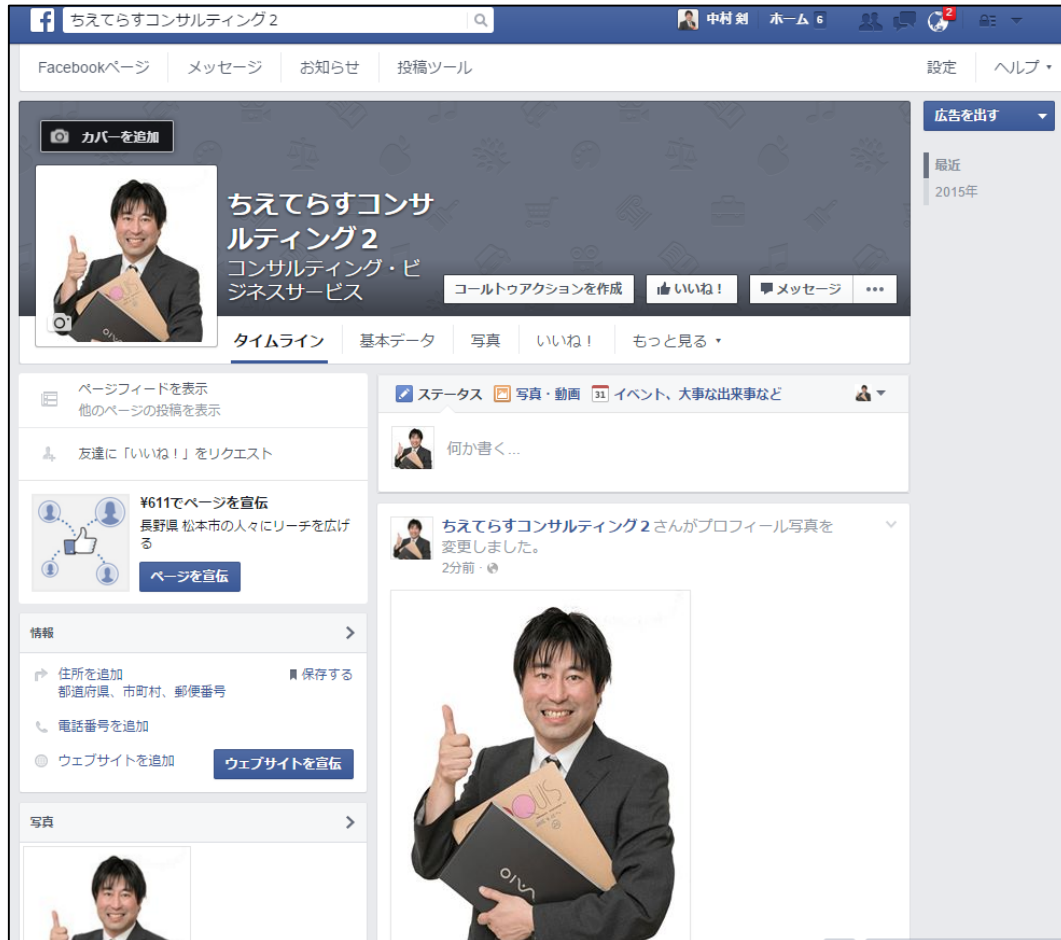 ちえてらすコンサルティング２
中村 剣 ホーム 6 2
Facebookページ メッセージ お知らせ 投稿ツール 設定 ヘルプ
カバーを追加
広告を出す
最近
2015年
ちえてらすコンサ
ルティング２
コンサルティング・ビ
ジネスサービス
コールトゥアクションを作成 いいね！ メッセージ •••
タイムライン 基本データ 写真 いいね！ もっと見る
ページフィードを表示
他のページの投稿を表示
友達に「いいね！」をリクエスト
¥611でページを宣伝
長野県 松本市の人々にリーチを広げ
る
ページを宣伝
情報
住所を追加 保存する
都道府県、市町村、郵便番号
電話番号を追加
ウェブサイトを追加 ウェブサイトを宣伝
写真
ステータス 写真・動画 31 イベント、大事な出来事など
何か書く...
ちえてらすコンサルティング２さんがプロフィール写真を
変更しました。
2分前 ·
QUIS
VAIO